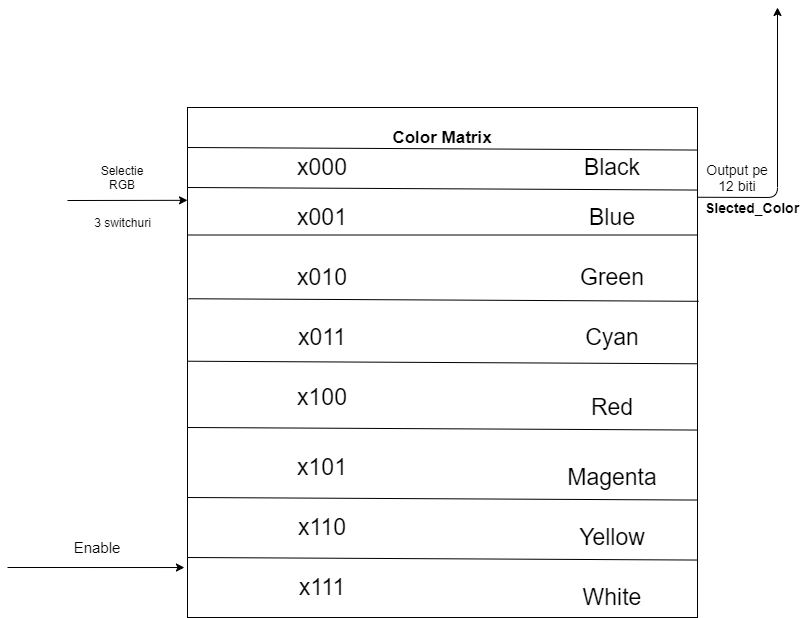 Color Matrix
x000 Black
Selectie
RGB
3 switchuri
Output pe
12 biti
Slected_Color
x001 Blue
x010 Green
x011 Cyan
x100 Red
x101 Magenta
x110 Yellow
Enable
x111 White